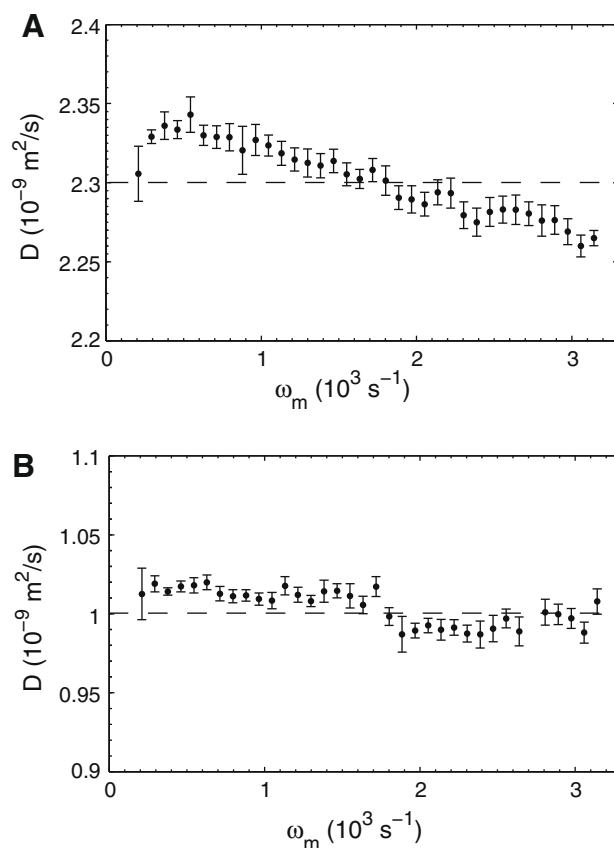 A
2.4
2.35
2.3
2.25
2.2
D (10⁻⁹ m²/s)
0 1 2 3
ωₘ (10³ s⁻¹)
B
1.1
1.05
1
0.95
0.9
D (10⁻⁹ m²/s)
0 1 2 3
ωₘ (10³ s⁻¹)